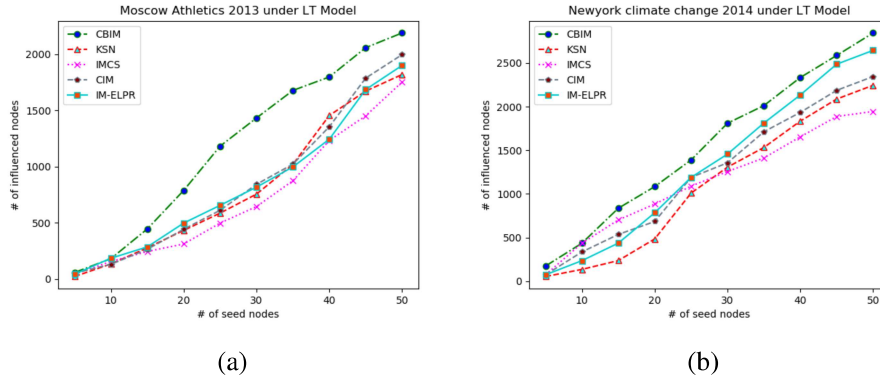 Moscow Athletics 2013 under LT Model
CBIM
KSN
IMCS
CIM
IM-ELPR
# of influenced nodes
2000
1500
1000
500
0
10
20
30
40
50
# of seed nodes
(a)
Newyork climate change 2014 under LT Model
CBIM
KSN
IMCS
CIM
IM-ELPR
# of influenced nodes
2500
2000
1500
1000
500
0
10
20
30
40
50
# of seed nodes
(b)